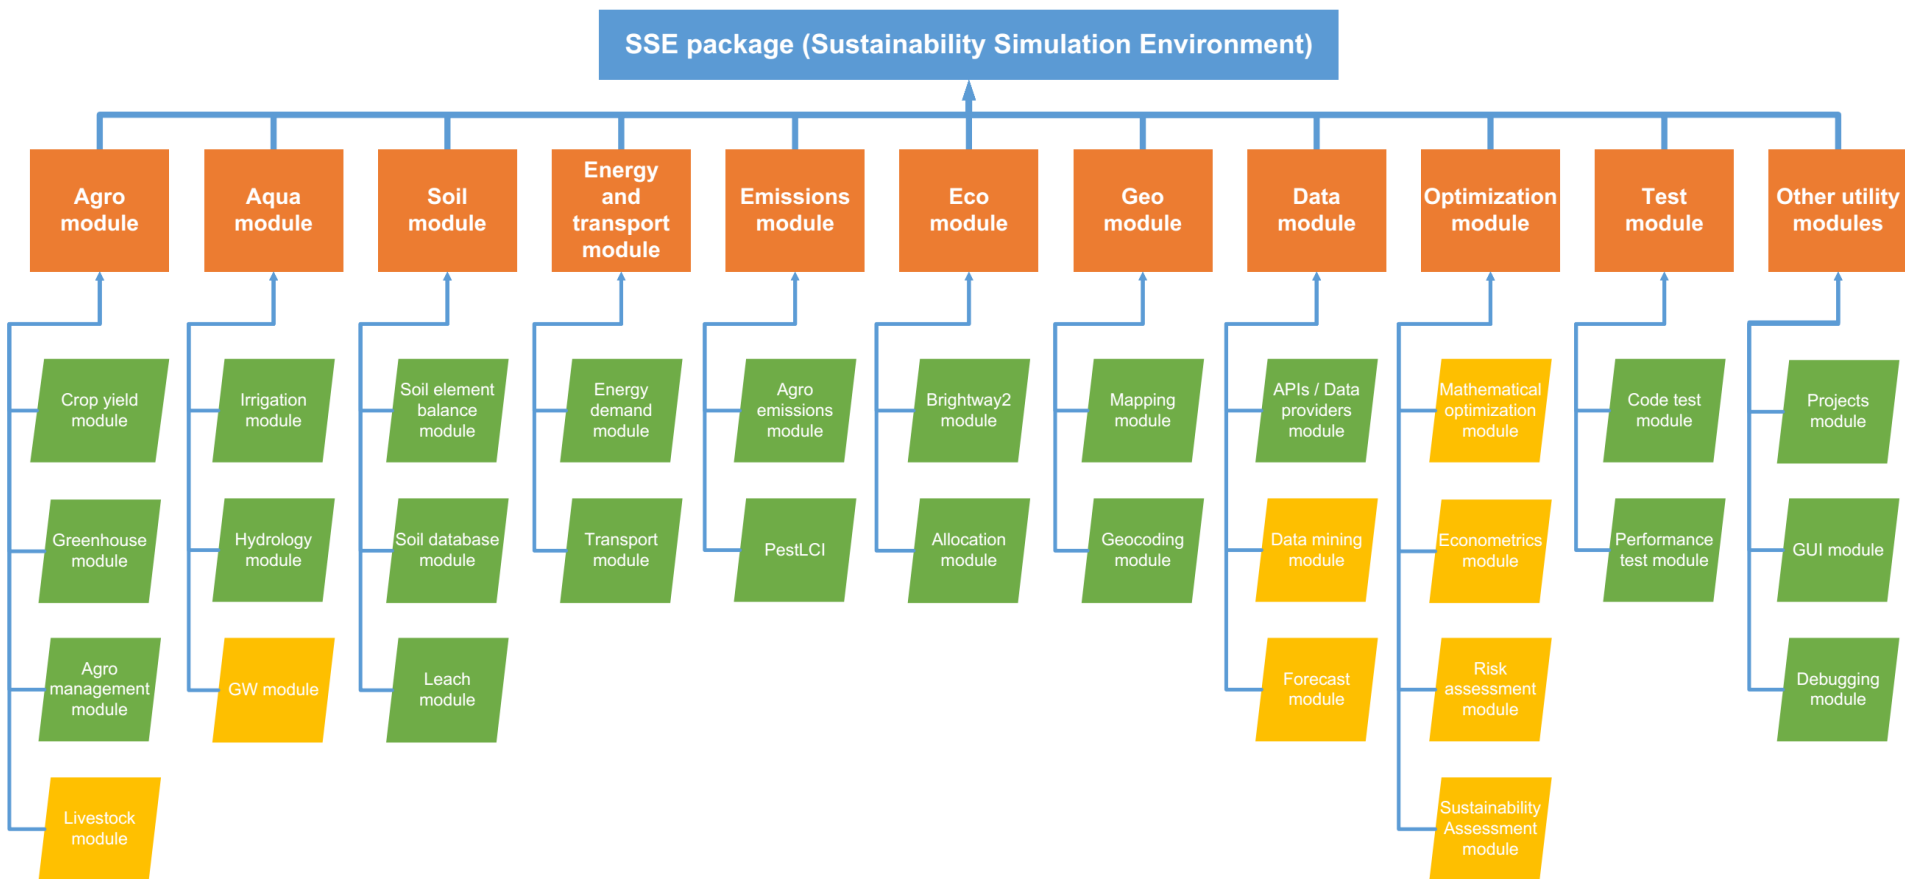 SSE package (Sustainability Simulation Environment)
Agro
module
Aqua
module
Soil
module
Energy
and
transport
module
Emissions
module
Eco
module
Geo
module
Data
module
Optimization
module
Test
module
Other utility
modules
Crop yield
module
Irrigation
module
Soil element
balance
module
Energy
demand
module
Agro
emissions
module
Brightway2
module
Mapping
module
APIs / Data
providers
module
Mathematical
optimization
module
Code test
module
Projects
module
Greenhouse
module
Hydrology
module
Soil database
module
Transport
module
PestLCI
Allocation
module
Geocoding
module
Data mining
module
Econometrics
module
Performance
test module
GUI module
Agro
management
module
GW module
Leach
module
Forecast
module
Risk
assessment
module
Debugging
module
Livestock
module
Sustainability
Assessment
module